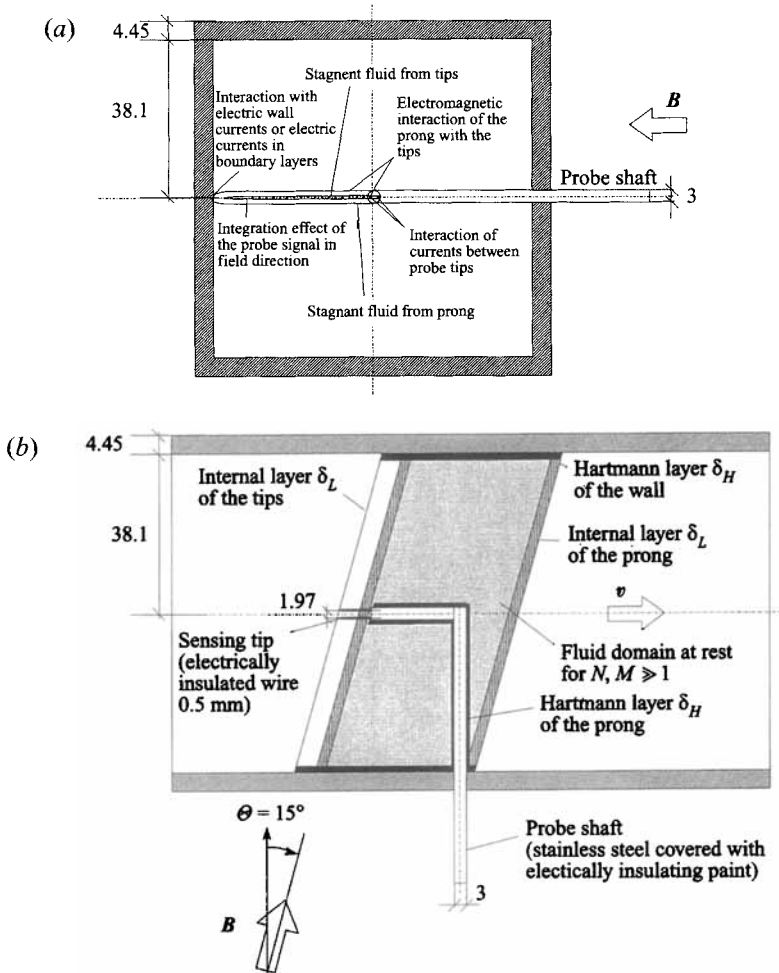 (a)
4.45
38.1
Interaction with
electric wall
currents or electric
currents in
boundary layers
Stagnent fluid from tips
Electromagnetic
interaction of the
prong with the
tips
B
Probe shaft
3
Integration effect of
the probe signal in
field direction
Interaction of
currents between
probe tips
Stagnant fluid from prong
(b)
4.45
38.1
Internal layer δL
of the tips
Hartmann layer δH
of the wall
Internal layer δL
of the prong
1.97
v
Sensing tip
(electrically
insulated wire
0.5 mm)
Fluid domain at rest
for N, M ≫ 1
Hartmann layer δH
of the prong
Θ = 15°
B
Probe shaft
(stainless steel covered with
electically insulating paint)
3